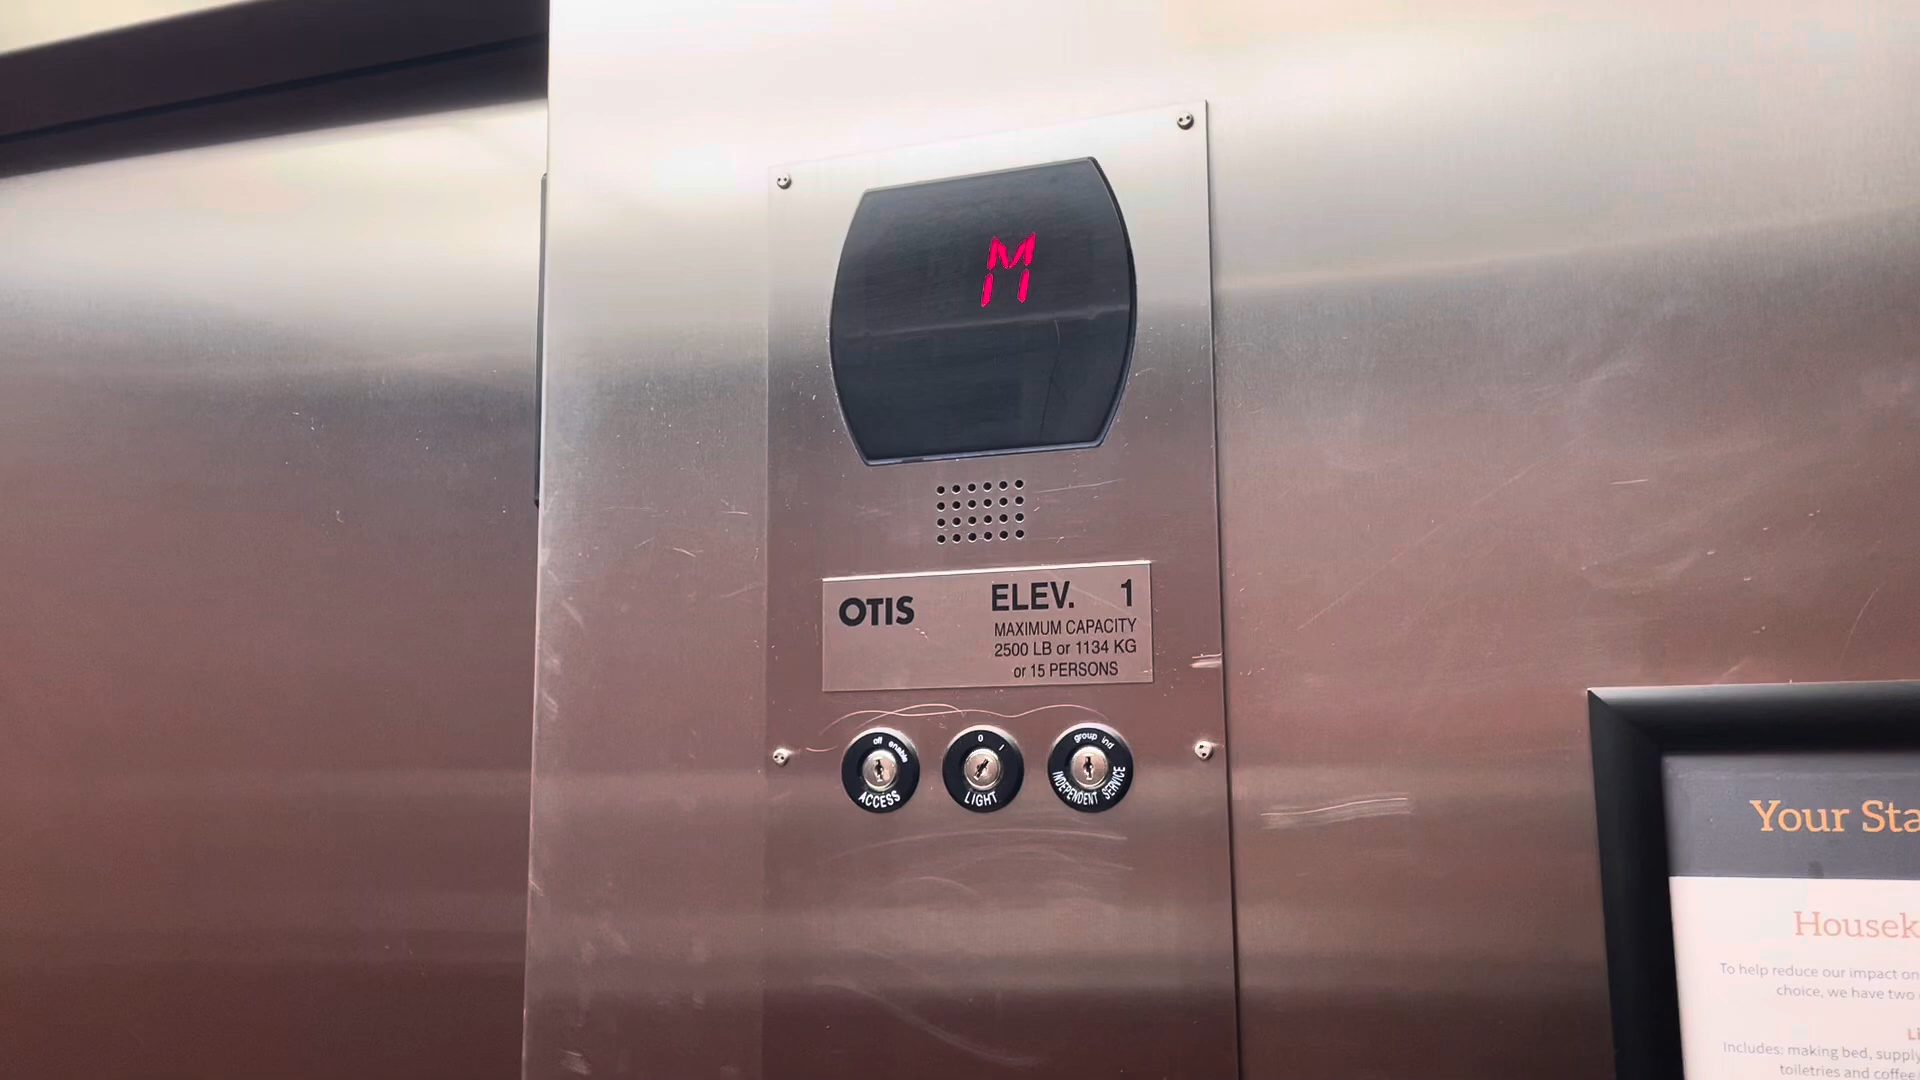 M
OTIS
ELEV. 1
MAXIMUM CAPACITY
2500 LB or 1134 KG
or 15 PERSONS
off enable
ACCESS
0 I
LIGHT
group ind
INDEPENDENT SERVICE
Your Sta
Housek
To help reduce our impact on
choice, we have two
Li
Includes: making bed, supply
toiletries and coffee